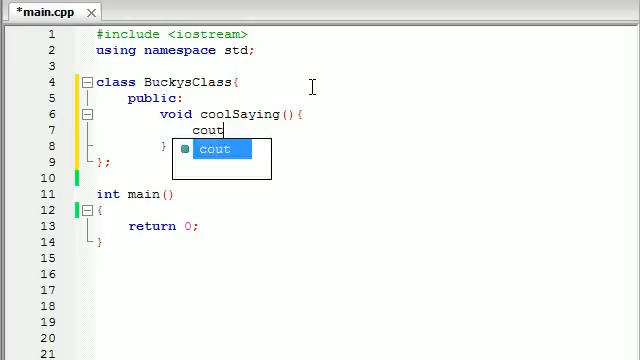 *main.cpp
1 #include <iostream>
2 using namespace std;
3
4 class BuckysClass{
5 public:
6 void coolSaying(){
7 cout
8 }
cout
9 };
10
11 int main()
12 {
13 return 0;
14 }
15
16
17
18
19
20
21